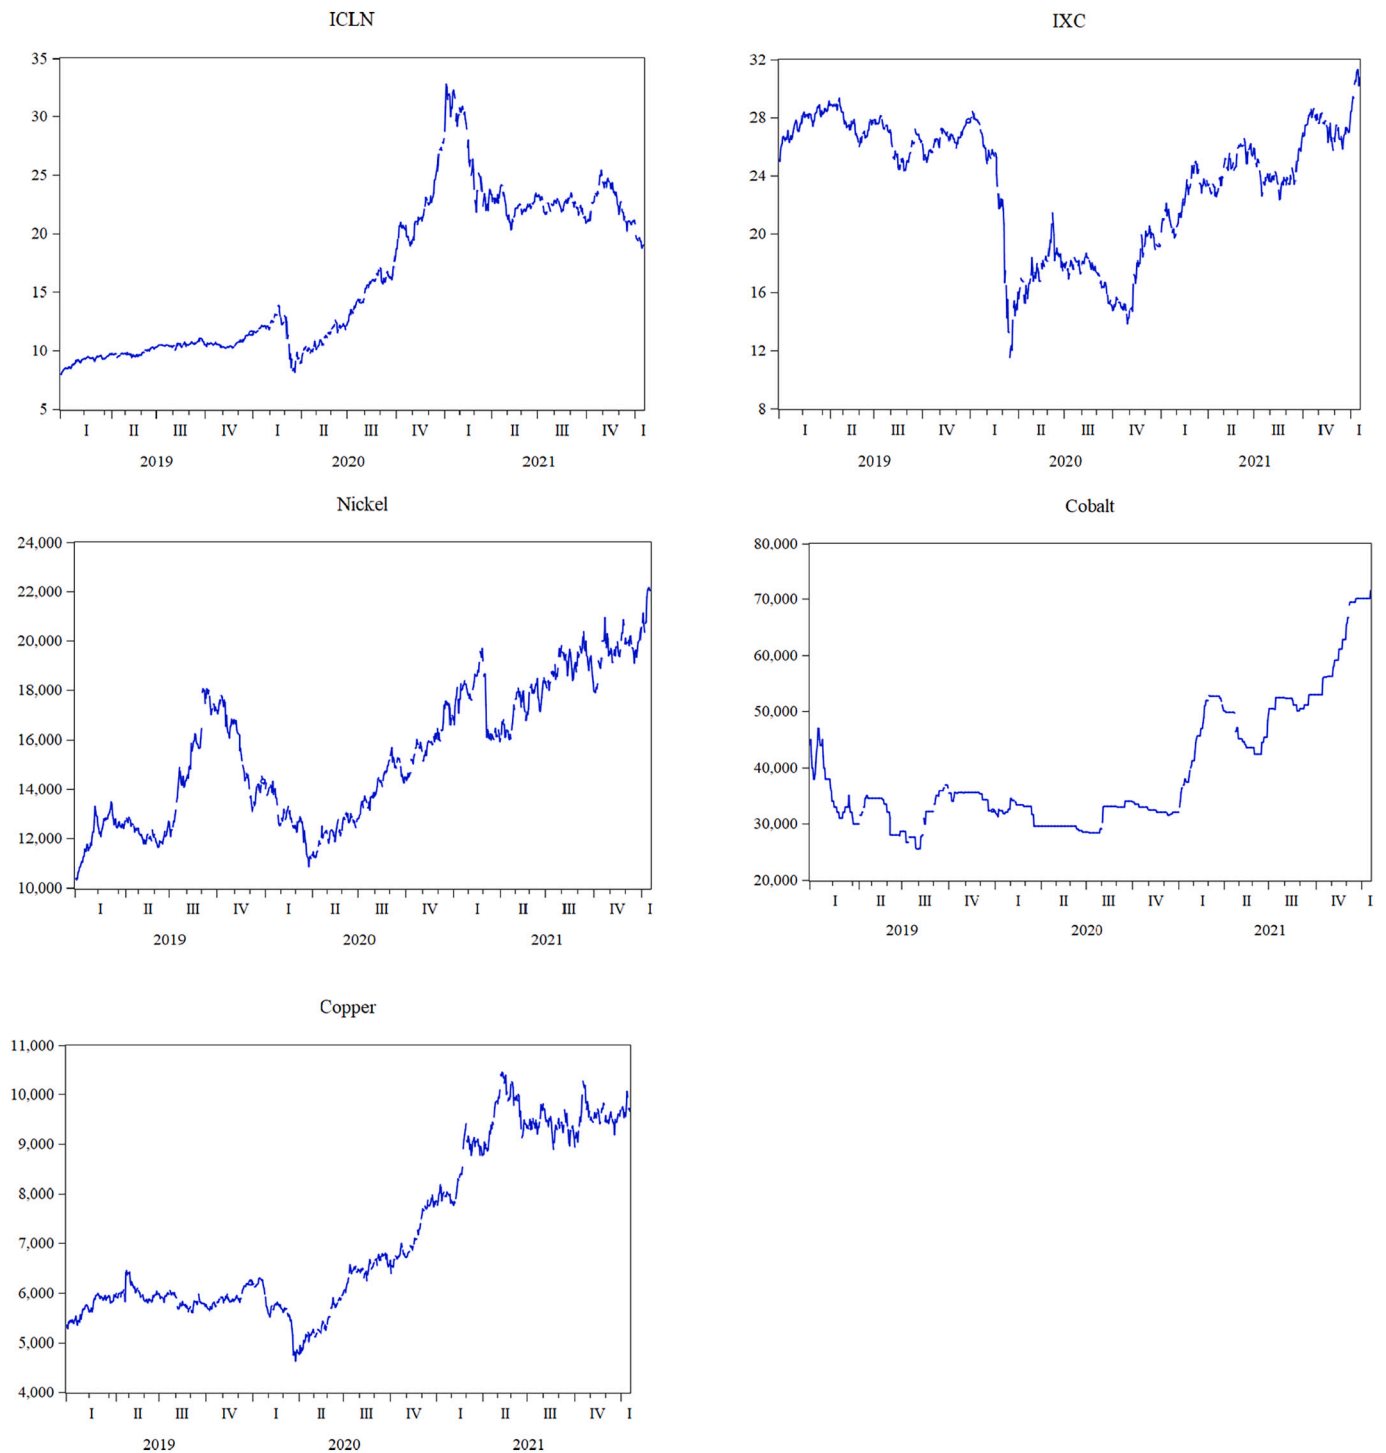 ICLN
35
30
25
20
15
10
5
I II III IV I II III IV I II III IV I
2019 2020 2021
IXC
32
28
24
20
16
12
8
I II III IV I II III IV I II III IV I
2019 2020 2021
Nickel
24,000
22,000
20,000
18,000
16,000
14,000
12,000
10,000
I II III IV I II III IV I II III IV I
2019 2020 2021
Cobalt
80,000
70,000
60,000
50,000
40,000
30,000
20,000
I II III IV I II III IV I II III IV I
2019 2020 2021
Copper
11,000
10,000
9,000
8,000
7,000
6,000
5,000
4,000
I II III IV I II III IV I II III IV I
2019 2020 2021